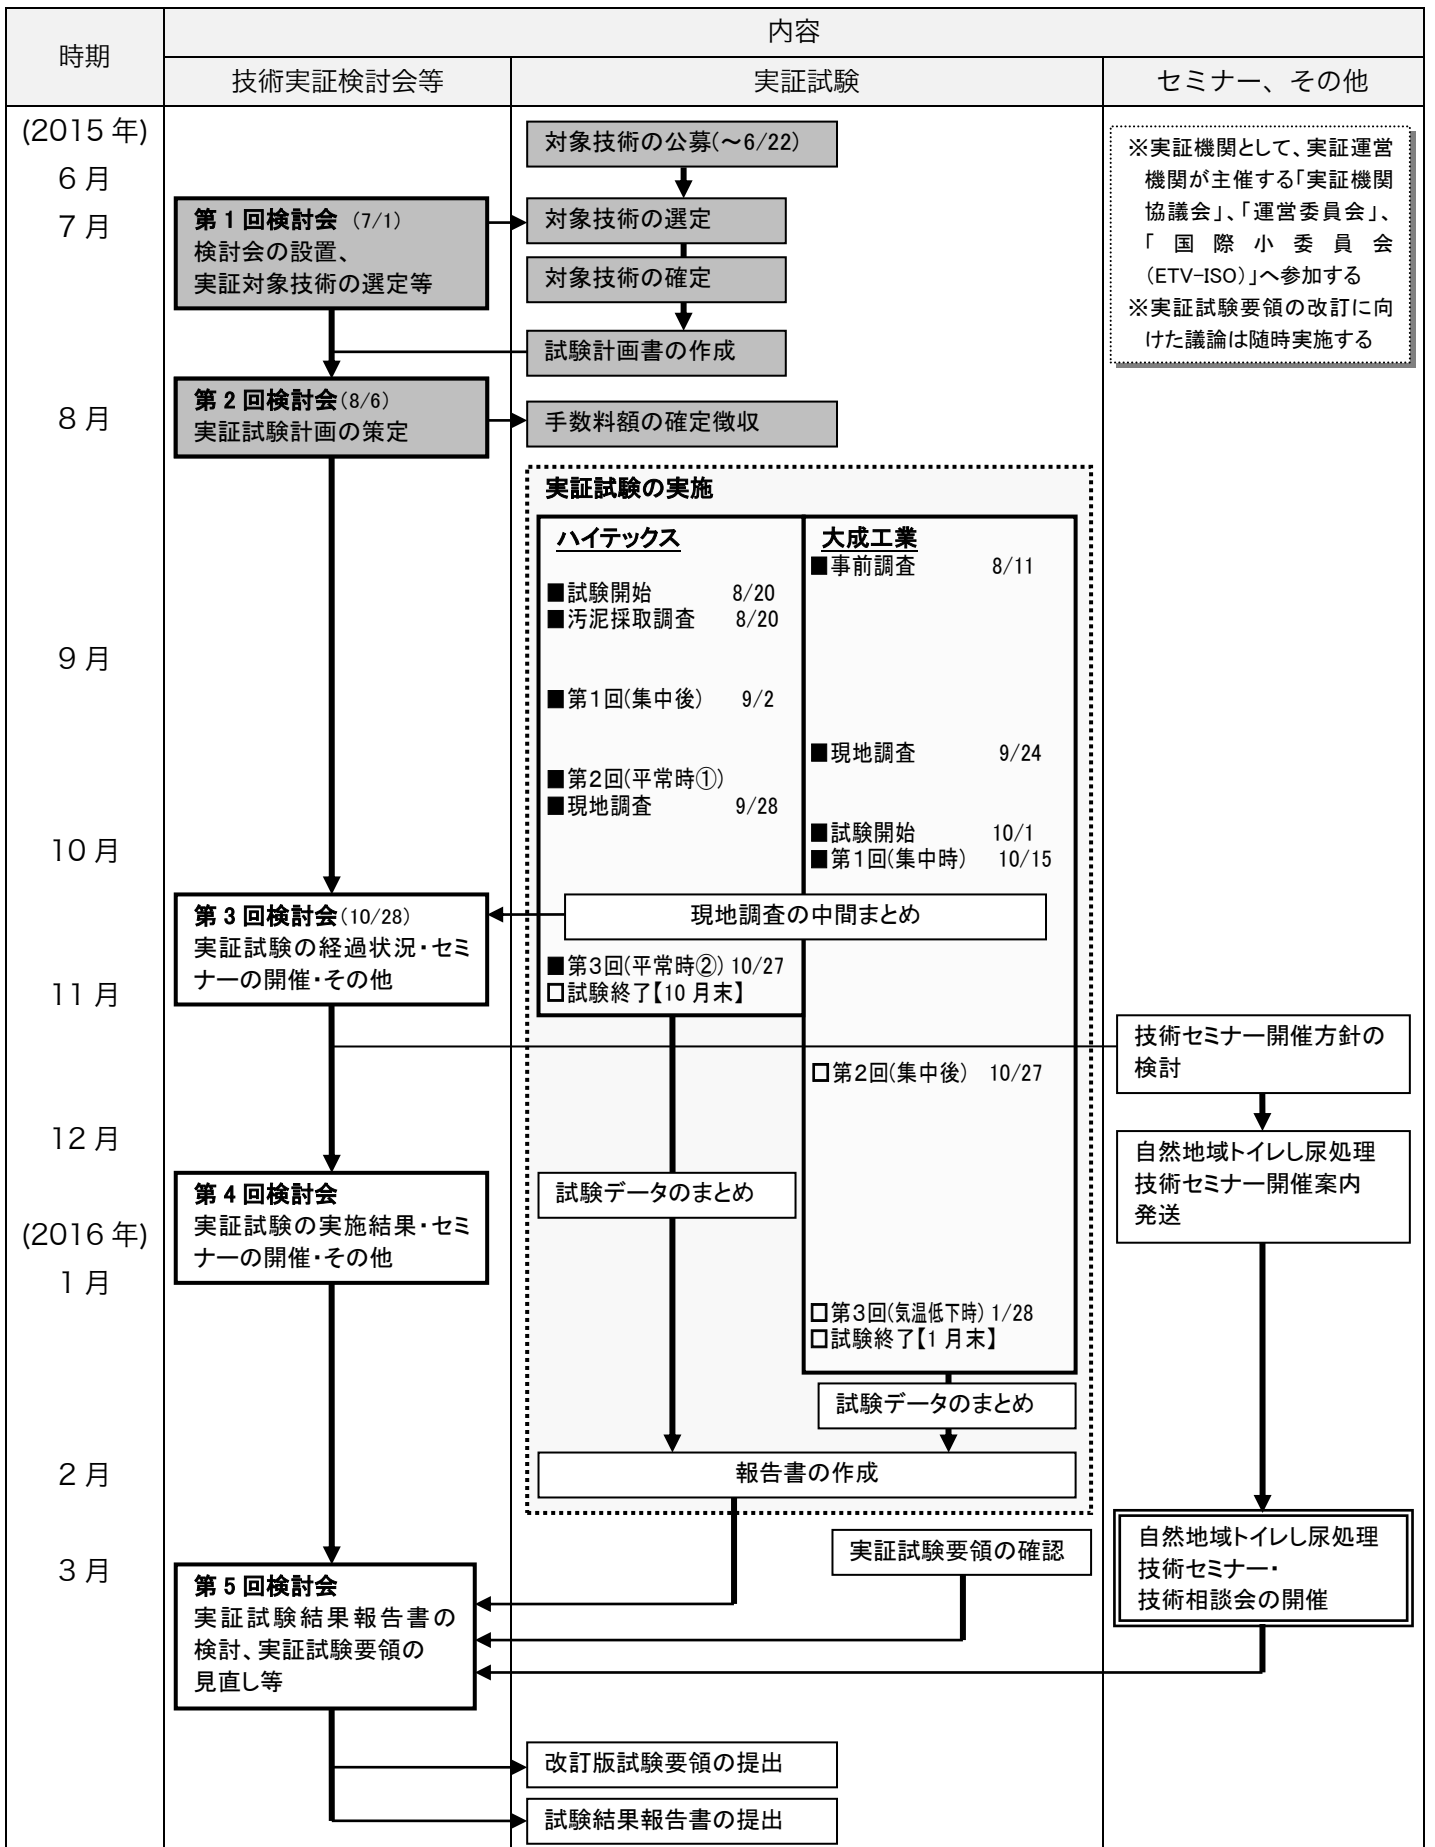 時期
内容
技術実証検討会等
実証試験
セミナー、その他
(2015 年)
6 月
7 月
8 月
9 月
10 月
11 月
12 月
(2016 年)
1 月
2 月
3 月
第 1 回検討会 (7/1)
検討会の設置、
実証対象技術の選定等
第 2 回検討会(8/6)
実証試験計画の策定
第 3 回検討会(10/28)
実証試験の経過状況・セミ
ナーの開催・その他
第 4 回検討会
実証試験の実施結果・セミ
ナーの開催・その他
第 5 回検討会
実証試験結果報告書の
検討、実証試験要領の
見直し等
対象技術の公募(～6/22)
対象技術の選定
対象技術の確定
試験計画書の作成
手数料額の確定徴収
実証試験の実施
ハイテックス
■試験開始 8/20
■汚泥採取調査 8/20
■第1回(集中後) 9/2
■第2回(平常時①)
■現地調査 9/28
大成工業
■事前調査 8/11
■現地調査 9/24
■試験開始 10/1
■第1回(集中時) 10/15
現地調査の中間まとめ
■第3回(平常時②) 10/27
□試験終了【10 月末】
□第2回(集中後) 10/27
試験データのまとめ
□第3回(気温低下時) 1/28
□試験終了【1 月末】
試験データのまとめ
報告書の作成
実証試験要領の確認
改訂版試験要領の提出
試験結果報告書の提出
※実証機関として、実証運営
機関が主催する「実証機関
協議会」、「運営委員会」、
「国際小委員会
(ETV-ISO)」へ参加する
※実証試験要領の改訂に向
けた議論は随時実施する
技術セミナー開催方針の
検討
自然地域トイレし尿処理
技術セミナー開催案内
発送
自然地域トイレし尿処理
技術セミナー・
技術相談会の開催